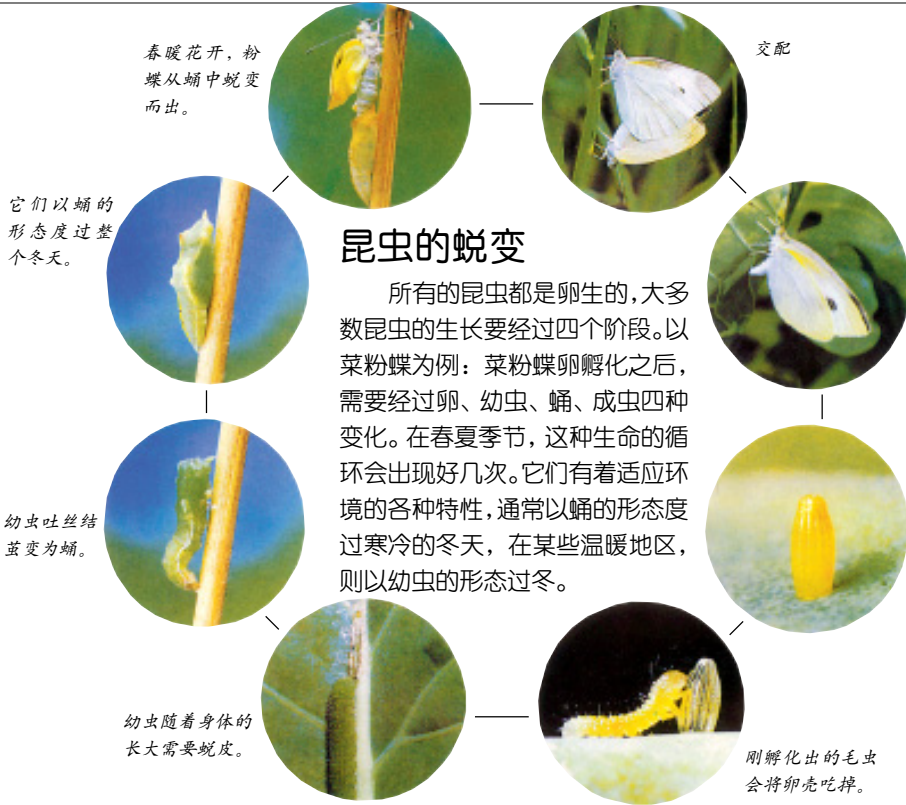 春暖花开，粉
蝶从蛹中蜕变
而出。
交配
它们以蛹的
形态度过整
个冬天。
昆虫的蜕变
所有的昆虫都是卵生的，大多
数昆虫的生长要经过四个阶段。以
菜粉蝶为例：菜粉蝶卵孵化之后，
需要经过卵、幼虫、蛹、成虫四种
变化。在春夏季节，这种生命的循
环会出现好几次。它们有着适应环
境的各种特性，通常以蛹的形态度
过寒冷的冬天，在某些温暖地区，
则以幼虫的形态过冬。
幼虫吐丝结
茧变为蛹。
幼虫随着身体的
长大需要蜕皮。
刚孵化出的毛虫
会将卵壳吃掉。